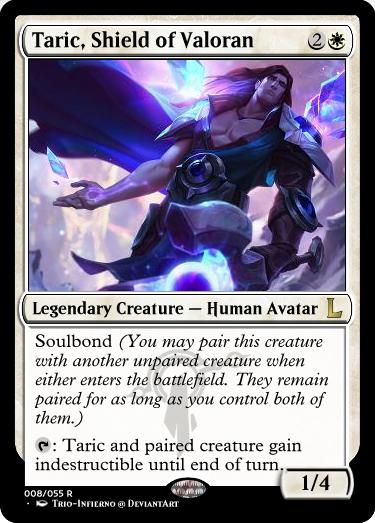 Taric, Shield of Valoran 2
Legendary Creature — Human Avatar L
Soulbond (You may pair this creature
with another unpaired creature when
either enters the battlefield. They remain
paired for as long as you control both
of them.)
: Taric and paired creature gain
indestructible until end of turn.
1/4
008/055 R
• Trio-Infierno @ DeviantArt